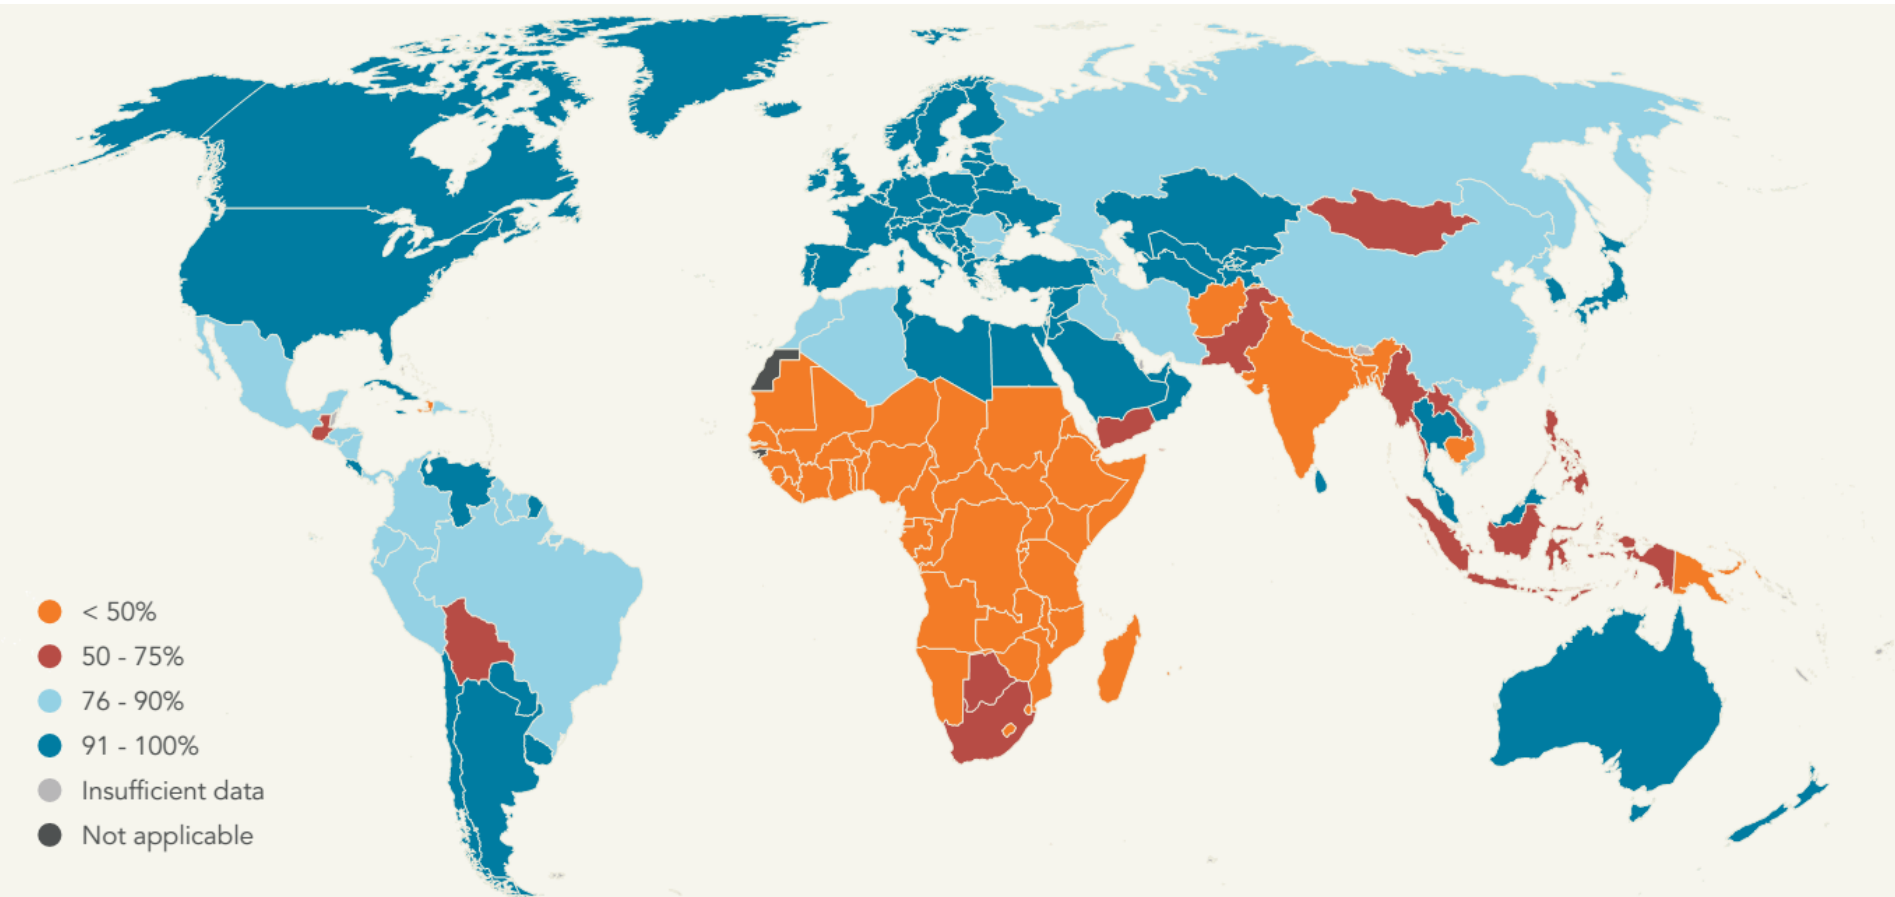 < 50%
50 - 75%
76 - 90%
91 - 100%
Insufficient data
Not applicable